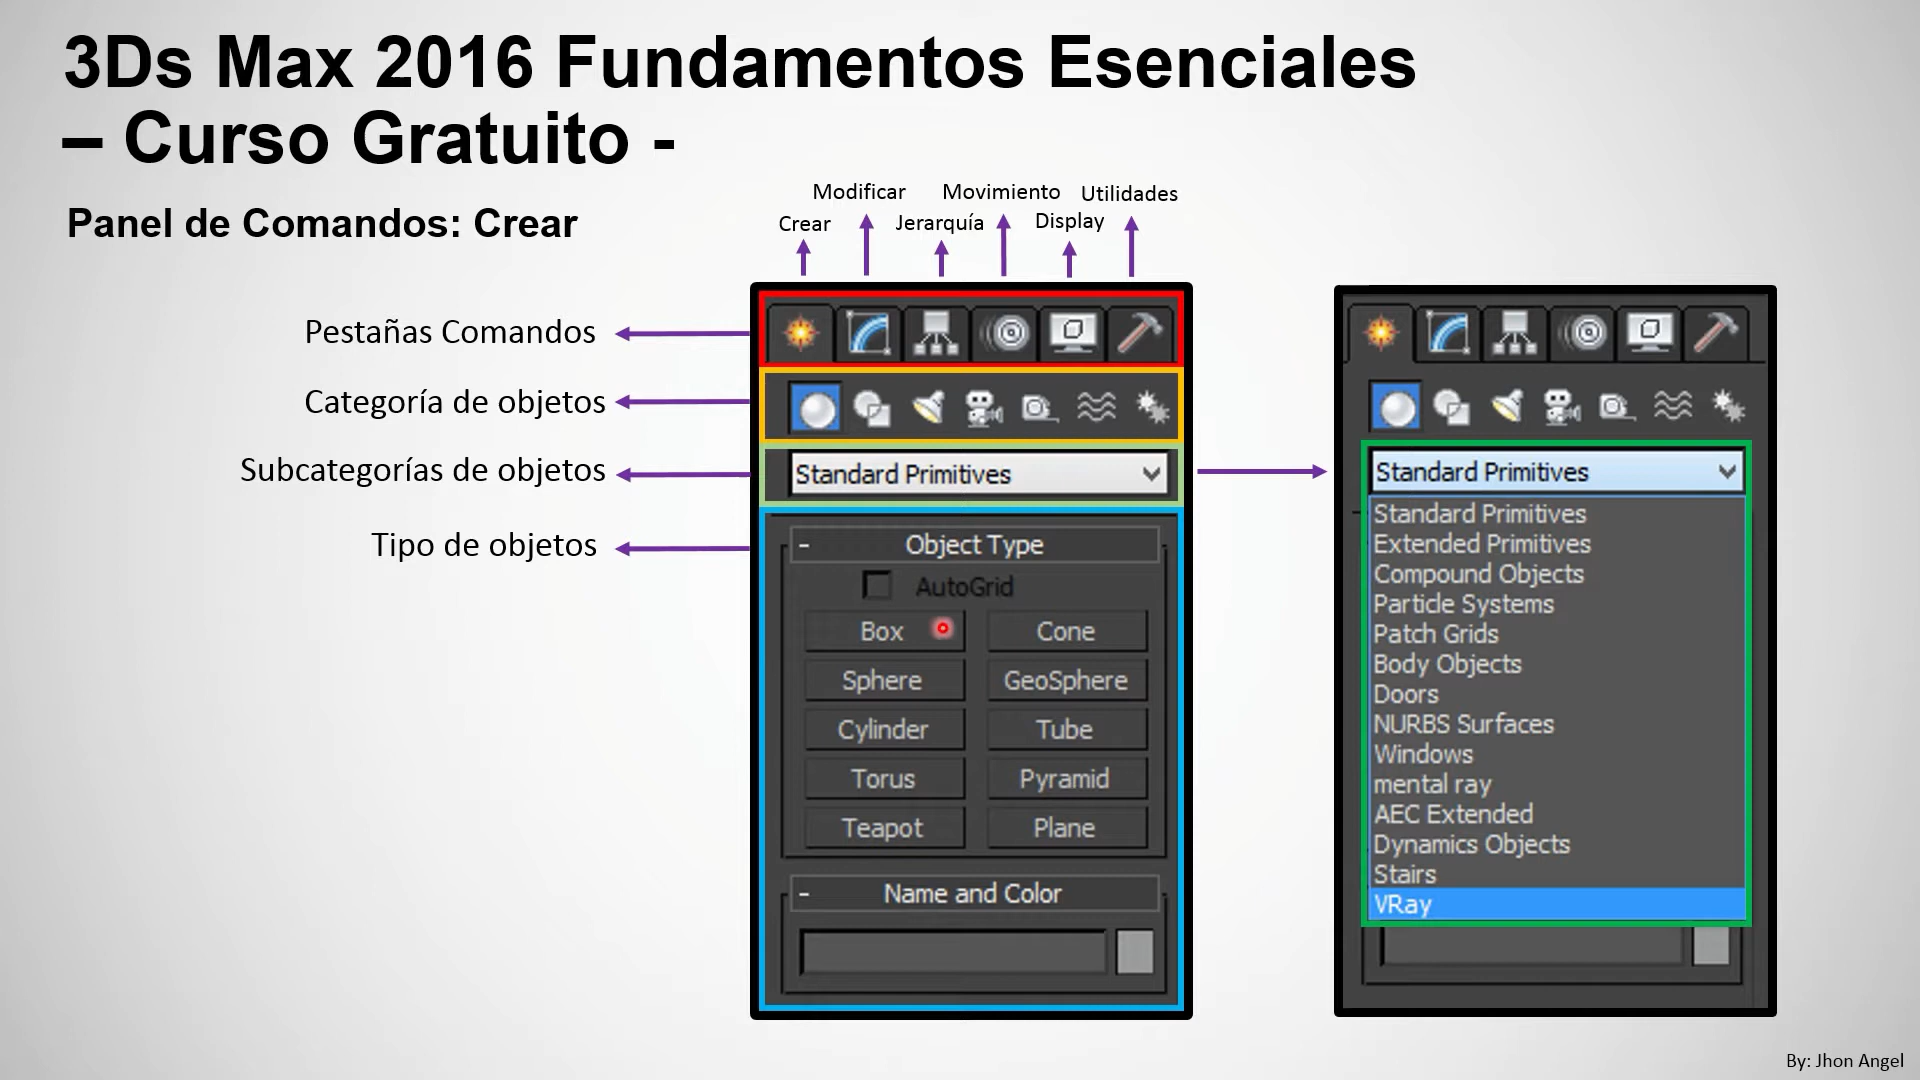 3Ds Max 2016 Fundamentos Esenciales
– Curso Gratuito -
Panel de Comandos: Crear
Modificar
Movimiento
Utilidades
Crear
Jerarquía
Display
Pestañas Comandos
Categoría de objetos
Subcategorías de objetos
Tipo de objetos
Standard Primitives
- Object Type
AutoGrid
Box
Cone
Sphere
GeoSphere
Cylinder
Tube
Torus
Pyramid
Teapot
Plane
- Name and Color
Standard Primitives
Standard Primitives
Extended Primitives
Compound Objects
Particle Systems
Patch Grids
Body Objects
Doors
NURBS Surfaces
Windows
mental ray
AEC Extended
Dynamics Objects
Stairs
VRay
By: Jhon Angel